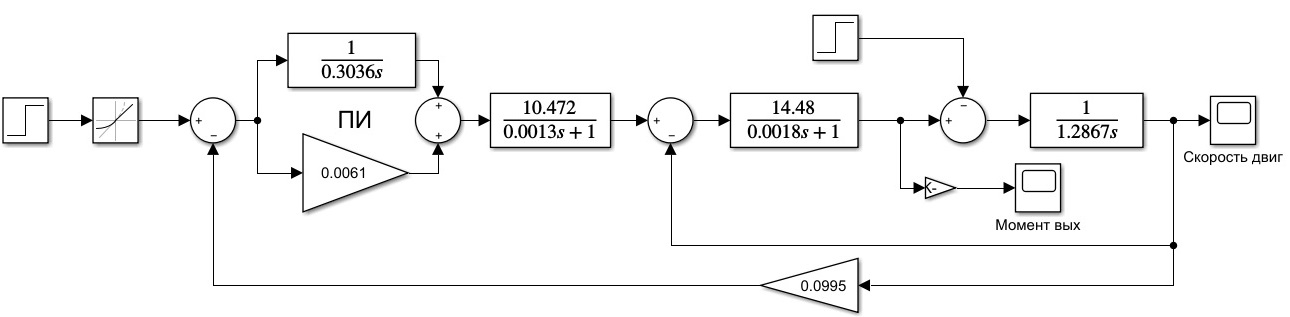 1
0.3036s
ПИ
0.0061
+
−
+
+
10.472
0.0013s + 1
+
−
14.48
0.0018s + 1
−
+
1
1.2867s
Скорость двиг
Момент вых
0.0995